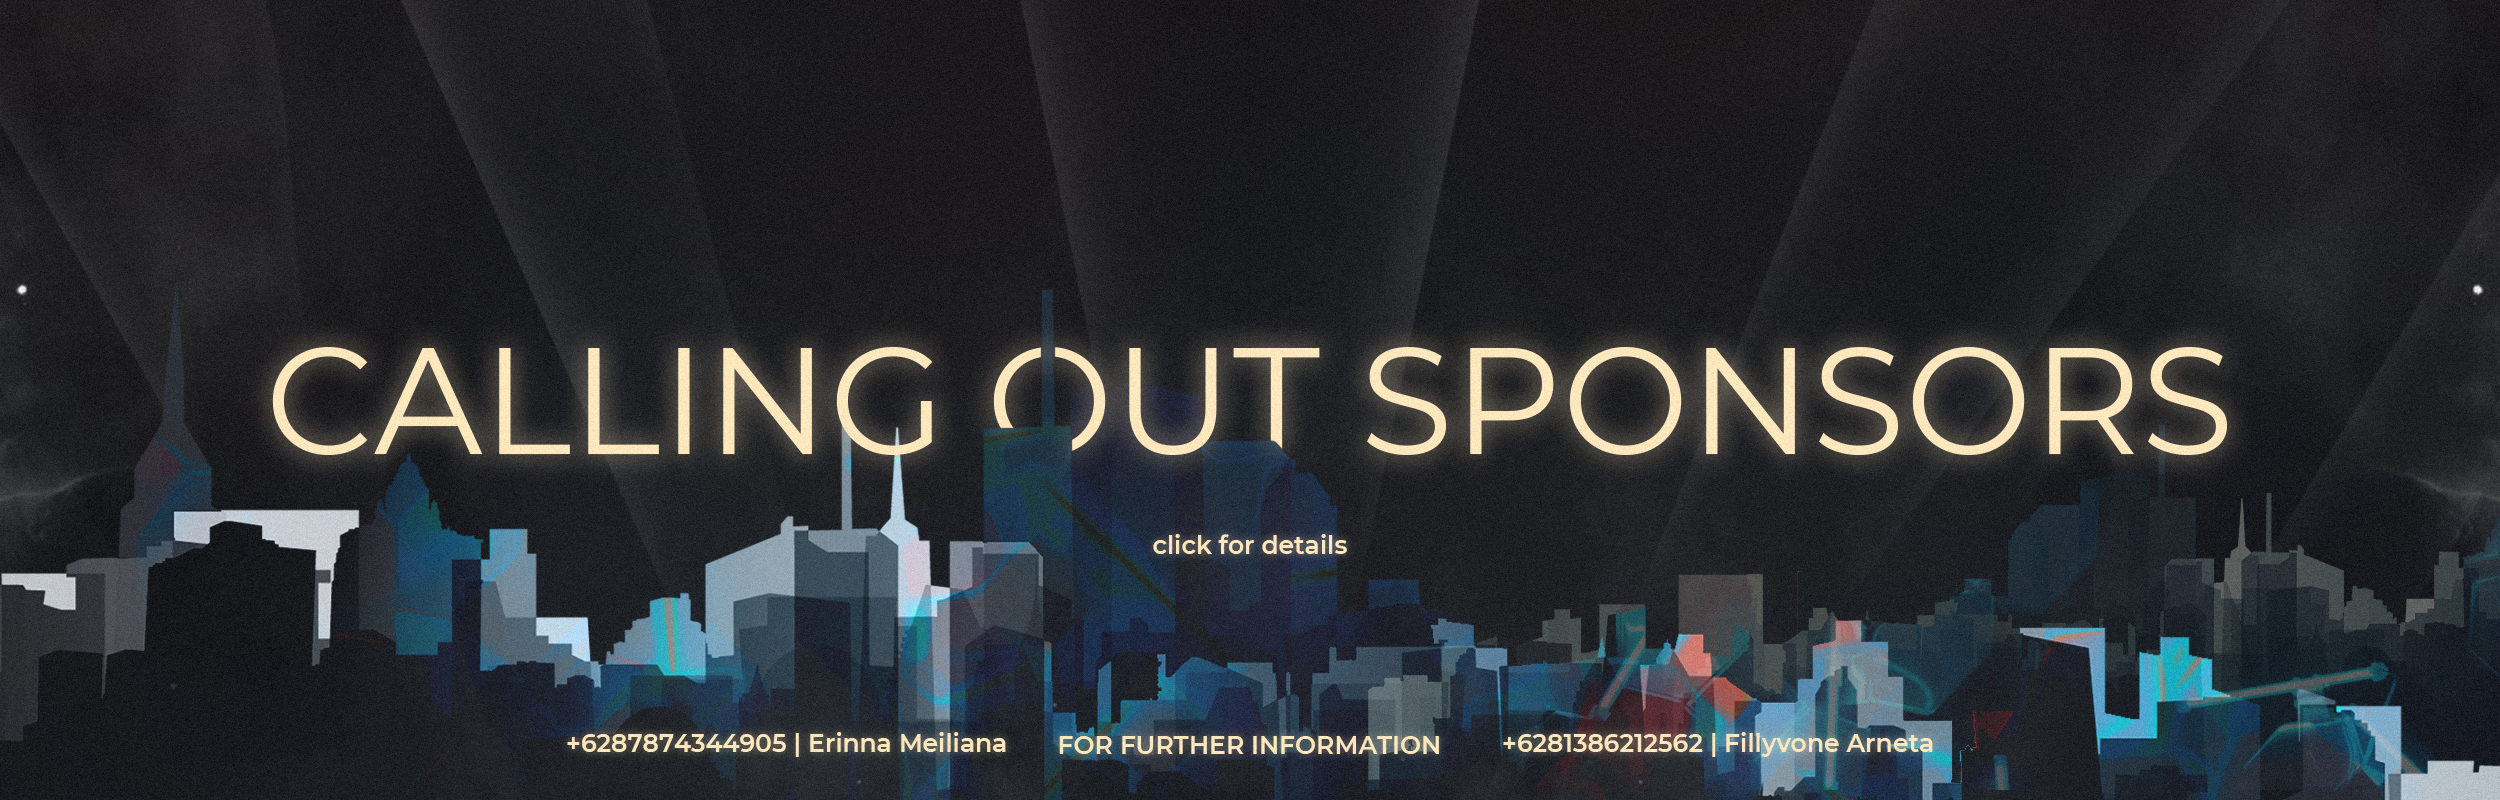 CALLING OUT SPONSORS
click for details
+6287874344905 | Erinna Meiliana
FOR FURTHER INFORMATION
+6281386212562 | Fillyvone Arneta